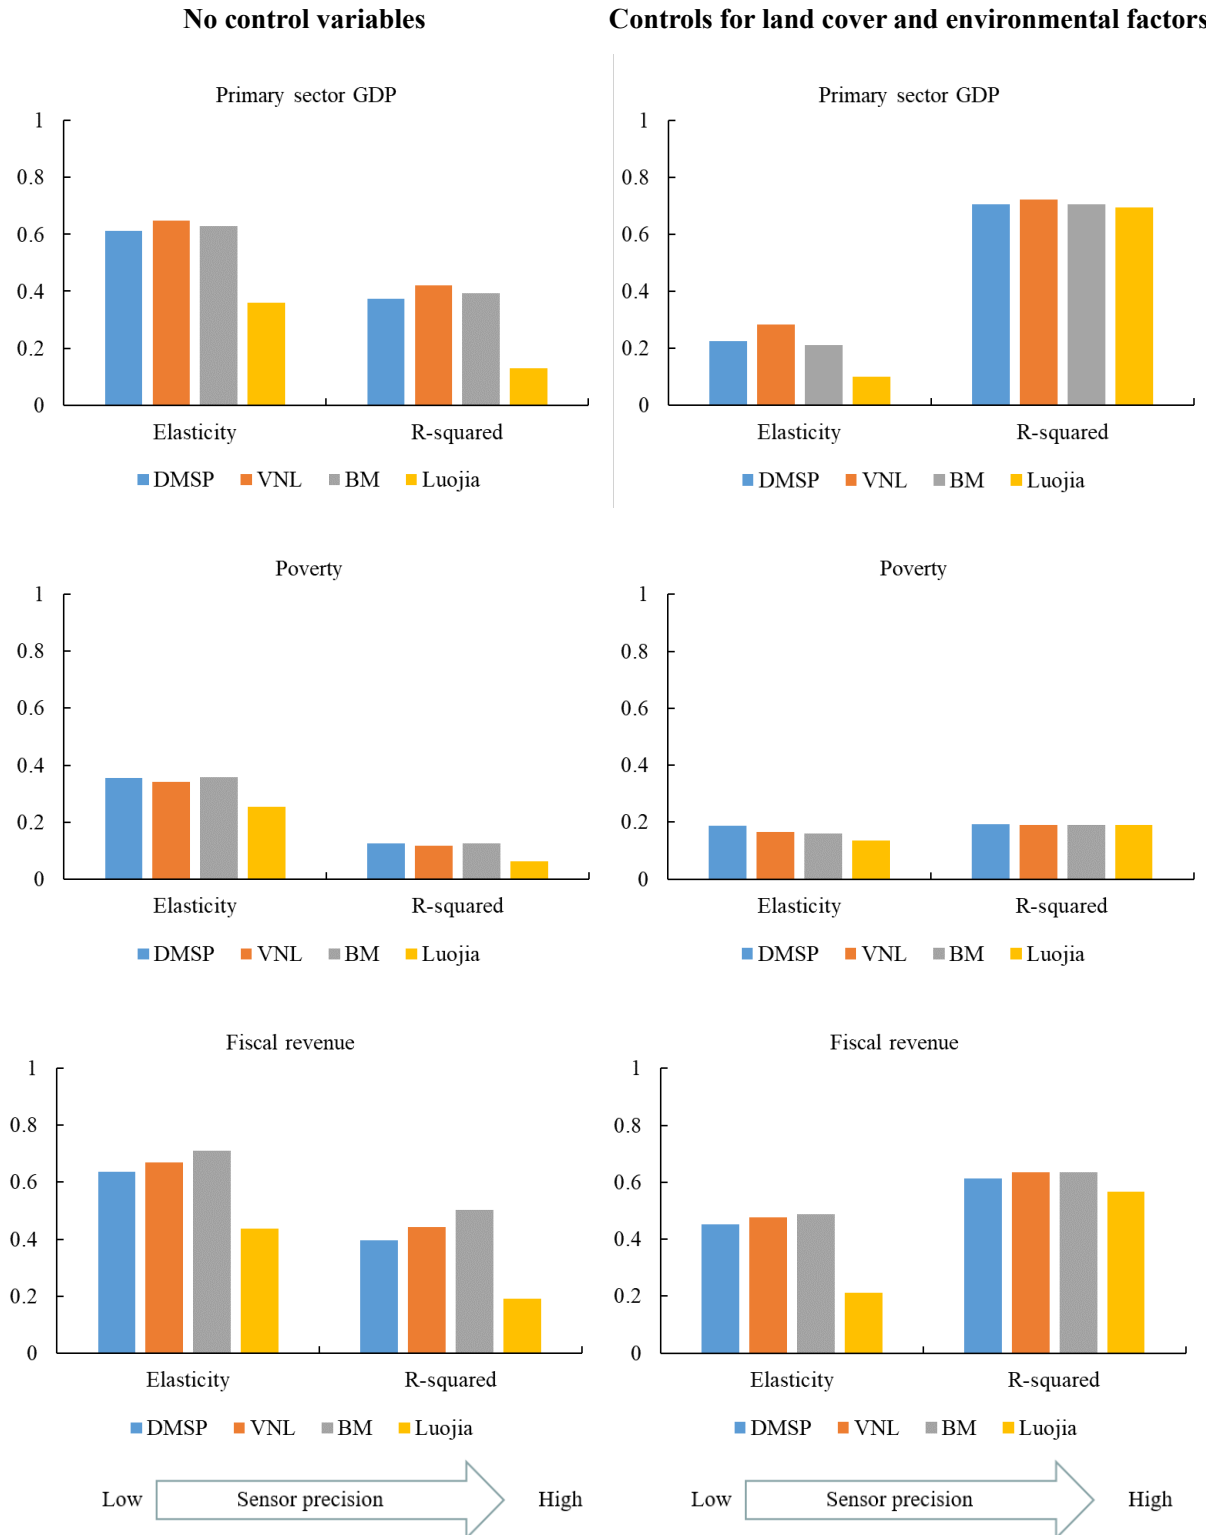 No control variables
Controls for land cover and environmental factors
Primary sector GDP
1
0.8
0.6
0.4
0.2
0
Elasticity
R-squared
DMSP VNL BM Luojia
Primary sector GDP
1
0.8
0.6
0.4
0.2
0
Elasticity
R-squared
DMSP VNL BM Luojia
Poverty
1
0.8
0.6
0.4
0.2
0
Elasticity
R-squared
DMSP VNL BM Luojia
Poverty
1
0.8
0.6
0.4
0.2
0
Elasticity
R-squared
DMSP VNL BM Luojia
Fiscal revenue
1
0.8
0.6
0.4
0.2
0
Elasticity
R-squared
DMSP VNL BM Luojia
Fiscal revenue
1
0.8
0.6
0.4
0.2
0
Elasticity
R-squared
DMSP VNL BM Luojia
Low Sensor precision High
Low Sensor precision High